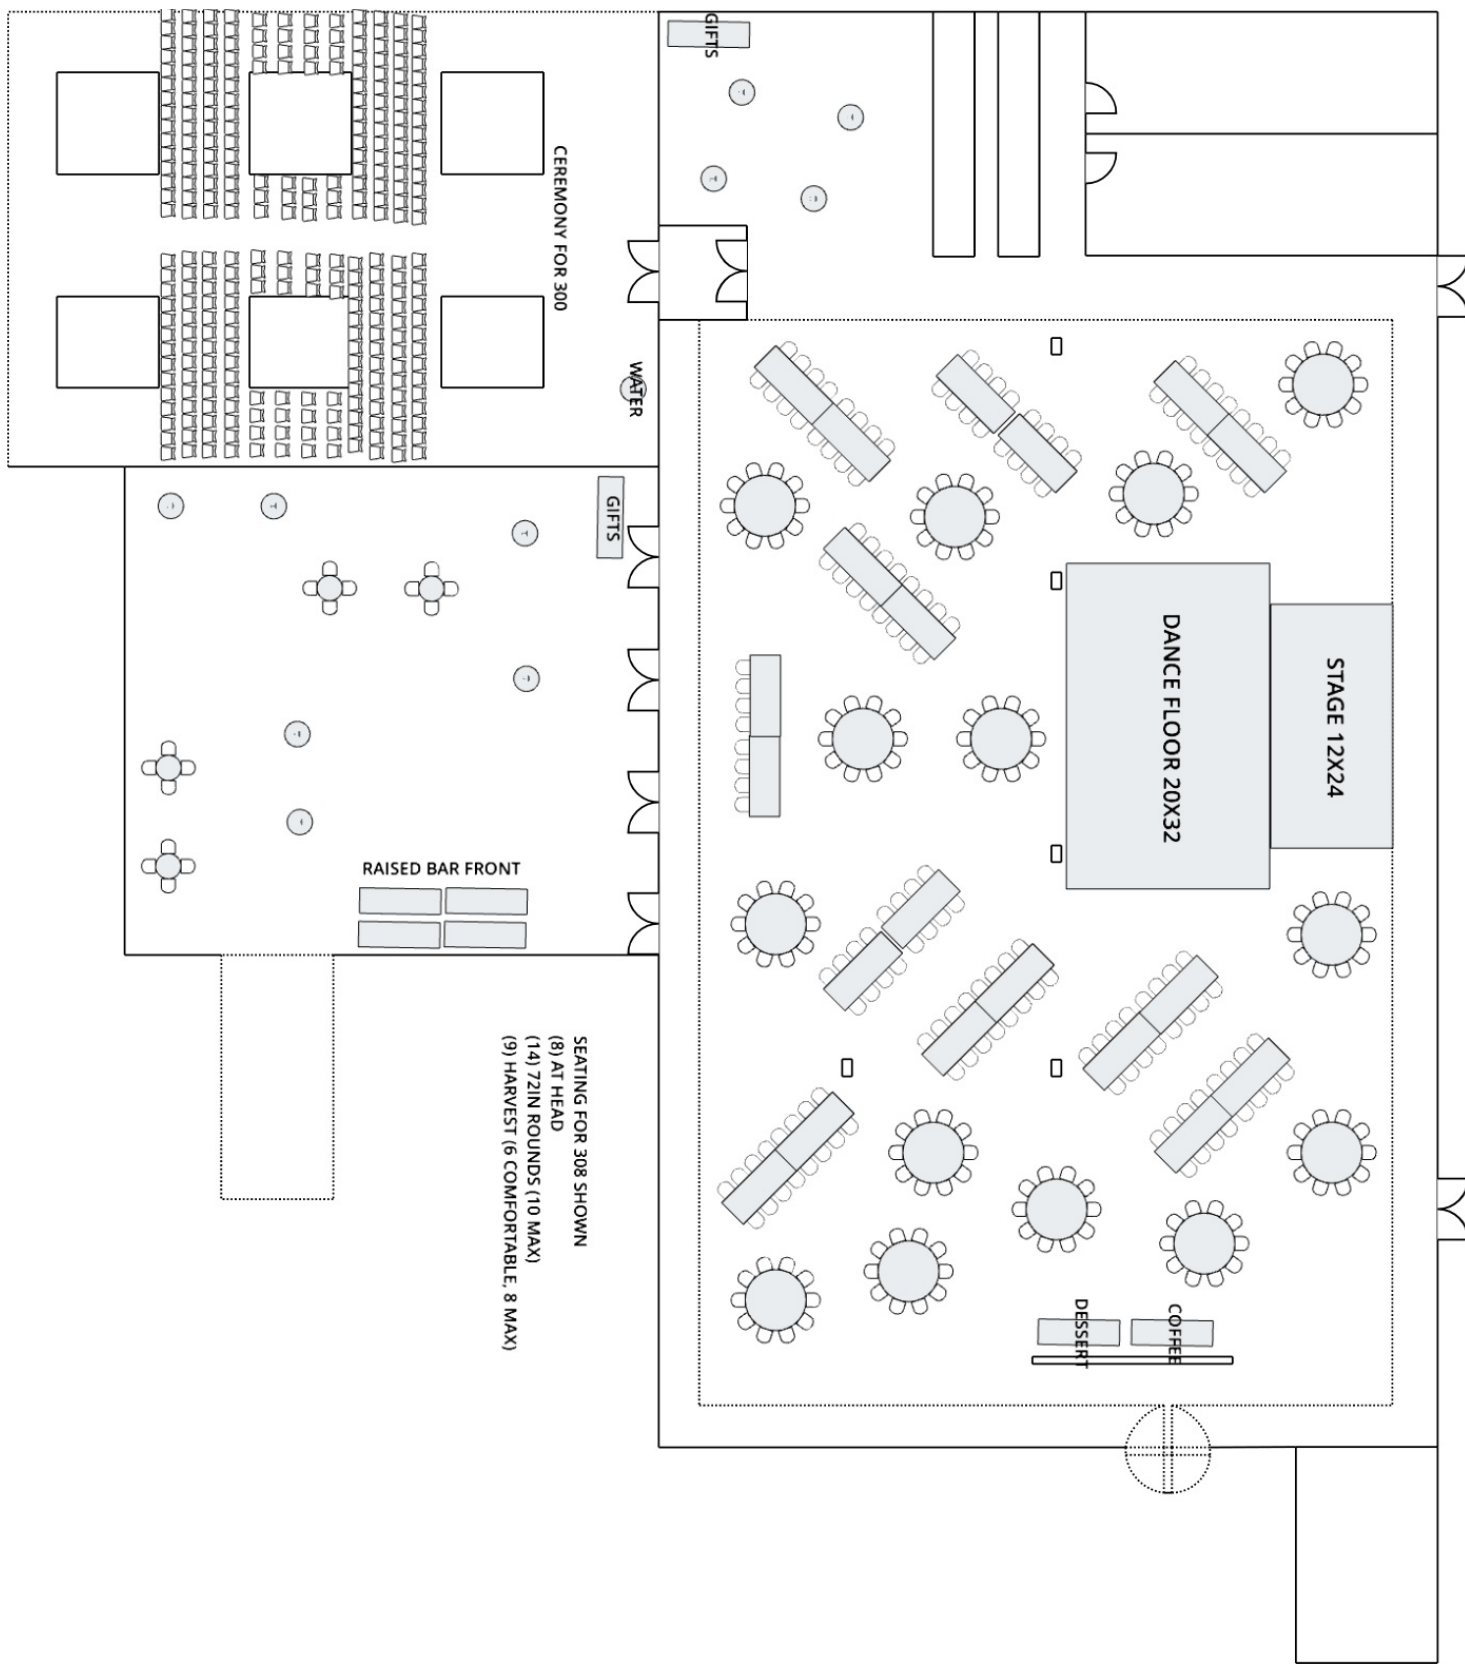 GIFTS
CEREMONY FOR 300
WATER
GIFTS
DANCE FLOOR 20X32
STAGE 12X24
RAISED BAR FRONT
SEATING FOR 308 SHOWN
(8) AT HEAD
(14) 72IN ROUNDS (10 MAX)
(9) HARVEST (6 COMFORTABLE, 8 MAX)
DESSERT
COFFEE